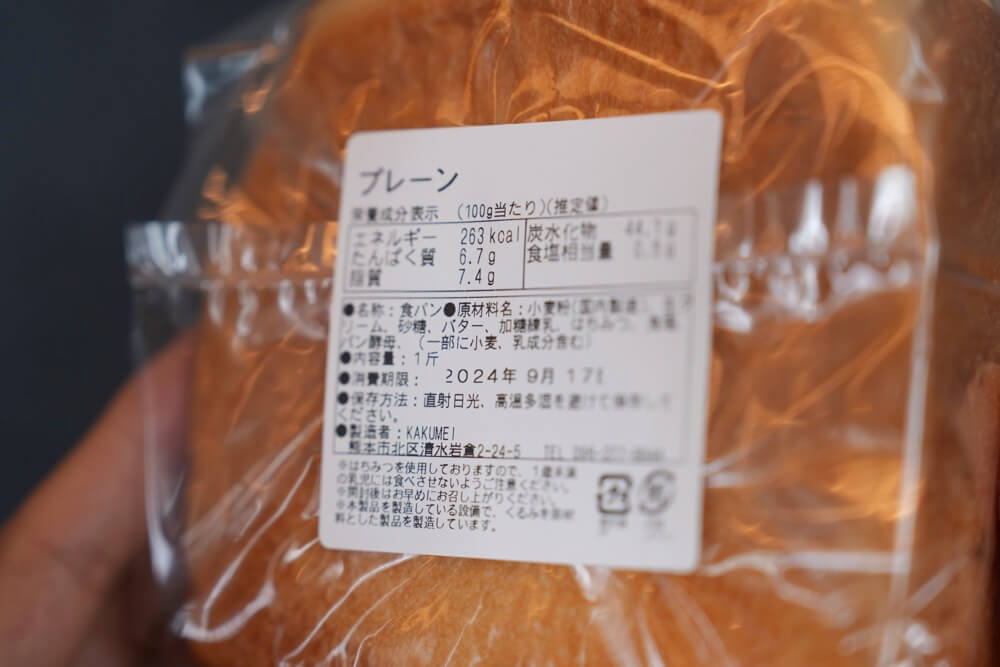 プレーン
栄養成分表示 (100g当たり)(推定値)
エネルギー 263kcal 炭水化物
たんぱく質 6.7g 食塩相当量
脂質 7.4g
●名称:食パン●原材料名:小麦粉(国内製造)、生ク
リーム、砂糖、バター、加糖練乳、はちみつ、
パン酵母、(一部に小麦、乳成分含む)
●内容量:1斤
●消費期限: 2024年 9月 17日
●保存方法:直射日光、高温多湿を避けて保存して
ください。
●製造者:KAKUMEI
熊本市北区清水岩倉2-24-5 TEL
※はちみつを使用しておりますので、1歳未満
の乳児には食べさせないようご注意ください。
※開封後はお早めにお召し上がりください。
※本製品を製造している設備で、くるみを原材
料とした製品を製造しています。